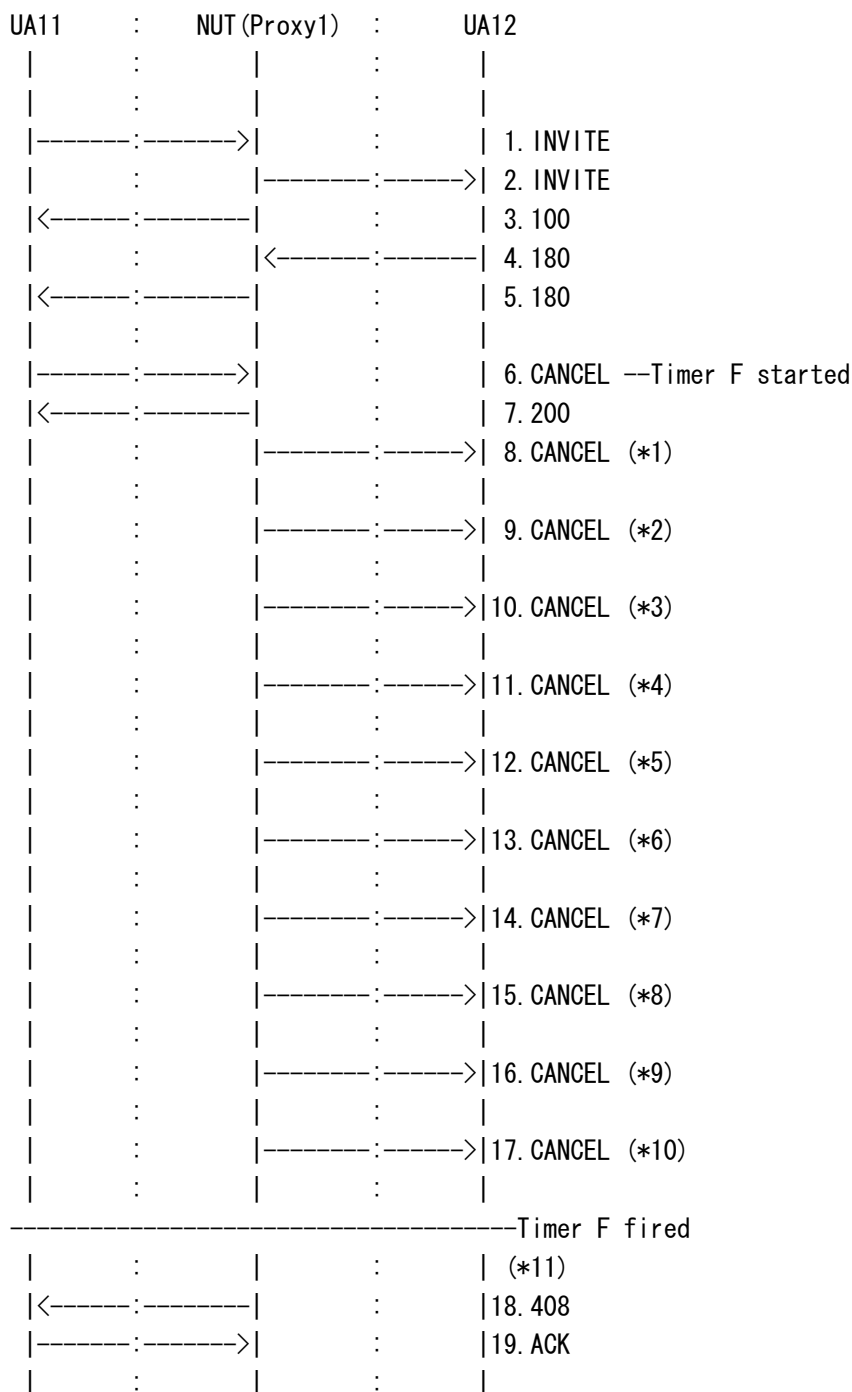 UA11 : NUT(Proxy1) : UA12
| : | : |
| : | : |
|-------:------->| : | 1. INVITE
| : |--------:------>| 2. INVITE
|<------:--------| : | 3. 100
| : |<-------:-------| 4. 180
|<------:--------| : | 5. 180
| : | : |
|-------:------->| : | 6. CANCEL --Timer F started
|<------:--------| : | 7. 200
| : |--------:------>| 8. CANCEL (*1)
| : | : |
| : |--------:------>| 9. CANCEL (*2)
| : | : |
| : |--------:------>|10. CANCEL (*3)
| : | : |
| : |--------:------>|11. CANCEL (*4)
| : | : |
| : |--------:------>|12. CANCEL (*5)
| : | : |
| : |--------:------>|13. CANCEL (*6)
| : | : |
| : |--------:------>|14. CANCEL (*7)
| : | : |
| : |--------:------>|15. CANCEL (*8)
| : | : |
| : |--------:------>|16. CANCEL (*9)
| : | : |
| : |--------:------>|17. CANCEL (*10)
| : | : |
--------------------------------------Timer F fired
| : | : | (*11)
|<------:--------| : |18. 408
|-------:------->| : |19. ACK
| : | : |